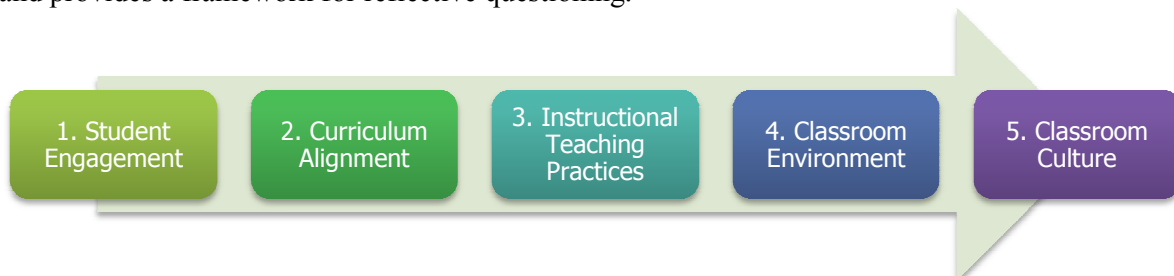 and provides a framework for reflective questioning.
1. Student
Engagement
2. Curriculum
Alignment
3. Instructional
Teaching
Practices
4. Classroom
Environment
5. Classroom
Culture